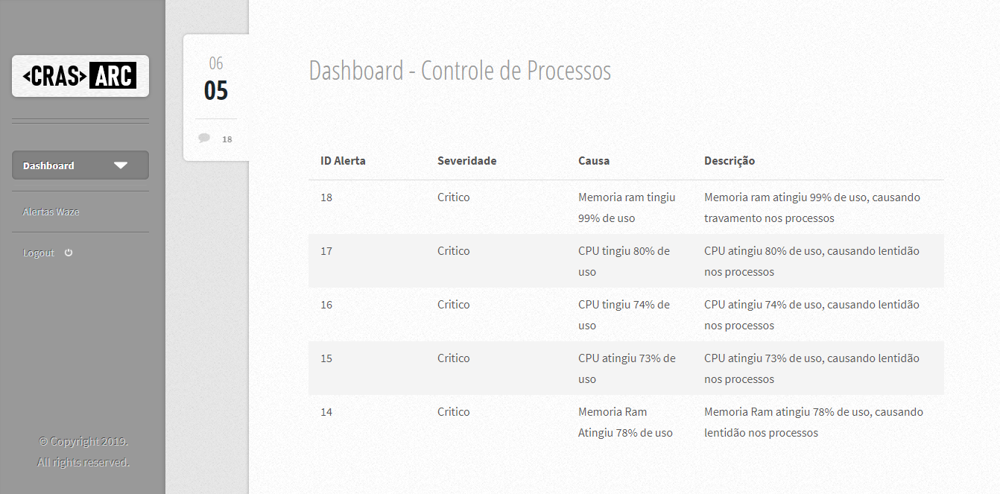 <CRAS> ARC
Dashboard
Alertas Waze
Logout
© Copyright 2019.
All rights reserved.
06
05
18
Dashboard - Controle de Processos
ID Alerta Severidade Causa Descrição
18 Critico Memoria ram tingiu Memoria ram atingiu 99% de uso, causando
99% de uso travamento nos processos
17 Critico CPU tingiu 80% de CPU atingiu 80% de uso, causando lentidão
uso nos processos
16 Critico CPU tingiu 74% de CPU atingiu 74% de uso, causando lentidão
uso nos processos
15 Critico CPU atingiu 73% de CPU atingiu 73% de uso, causando lentidão
uso nos processos
14 Critico Memoria Ram Memoria Ram atingiu 78% de uso, causando
Atingiu 78% de uso lentidão nos processos